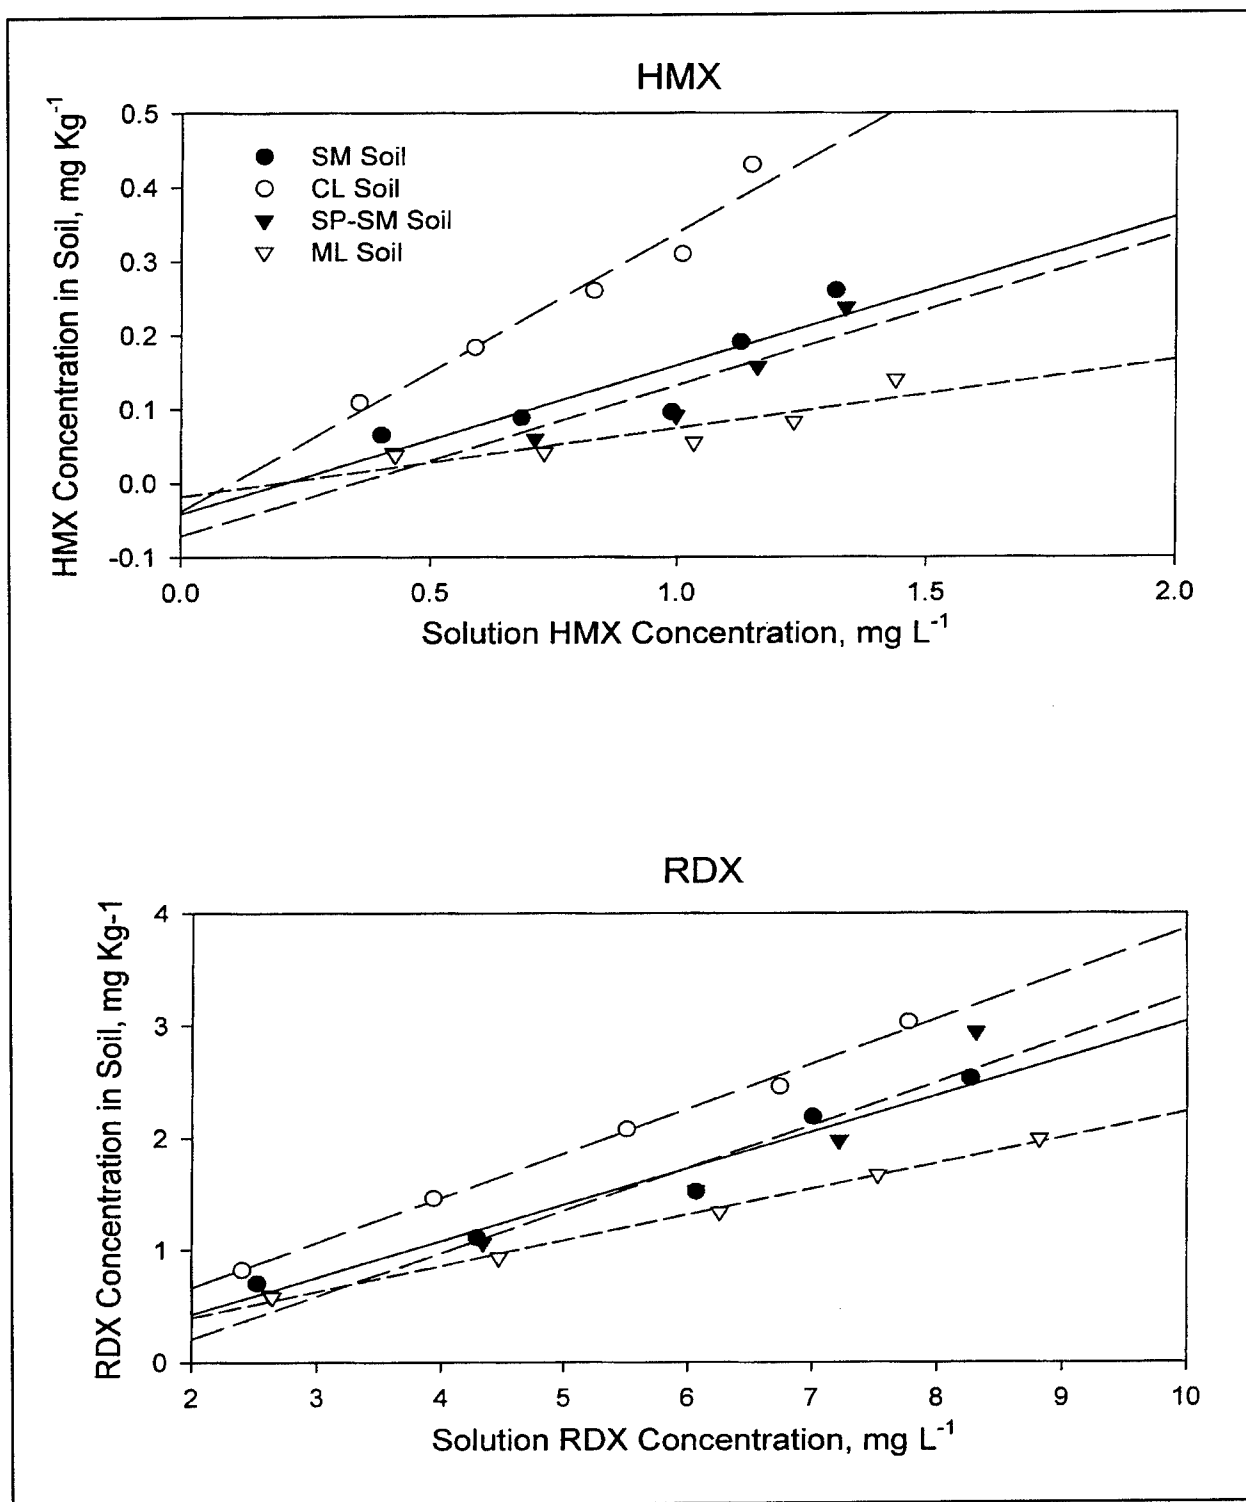 HMX
HMX Concentration in Soil, mg Kg⁻¹
0.5
0.4
0.3
0.2
0.1
0.0
-0.1
SM Soil
CL Soil
SP-SM Soil
ML Soil
0.0 0.5 1.0 1.5 2.0
Solution HMX Concentration, mg L⁻¹
RDX
RDX Concentration in Soil, mg Kg-1
4
3
2
1
0
2 3 4 5 6 7 8 9 10
Solution RDX Concentration, mg L⁻¹